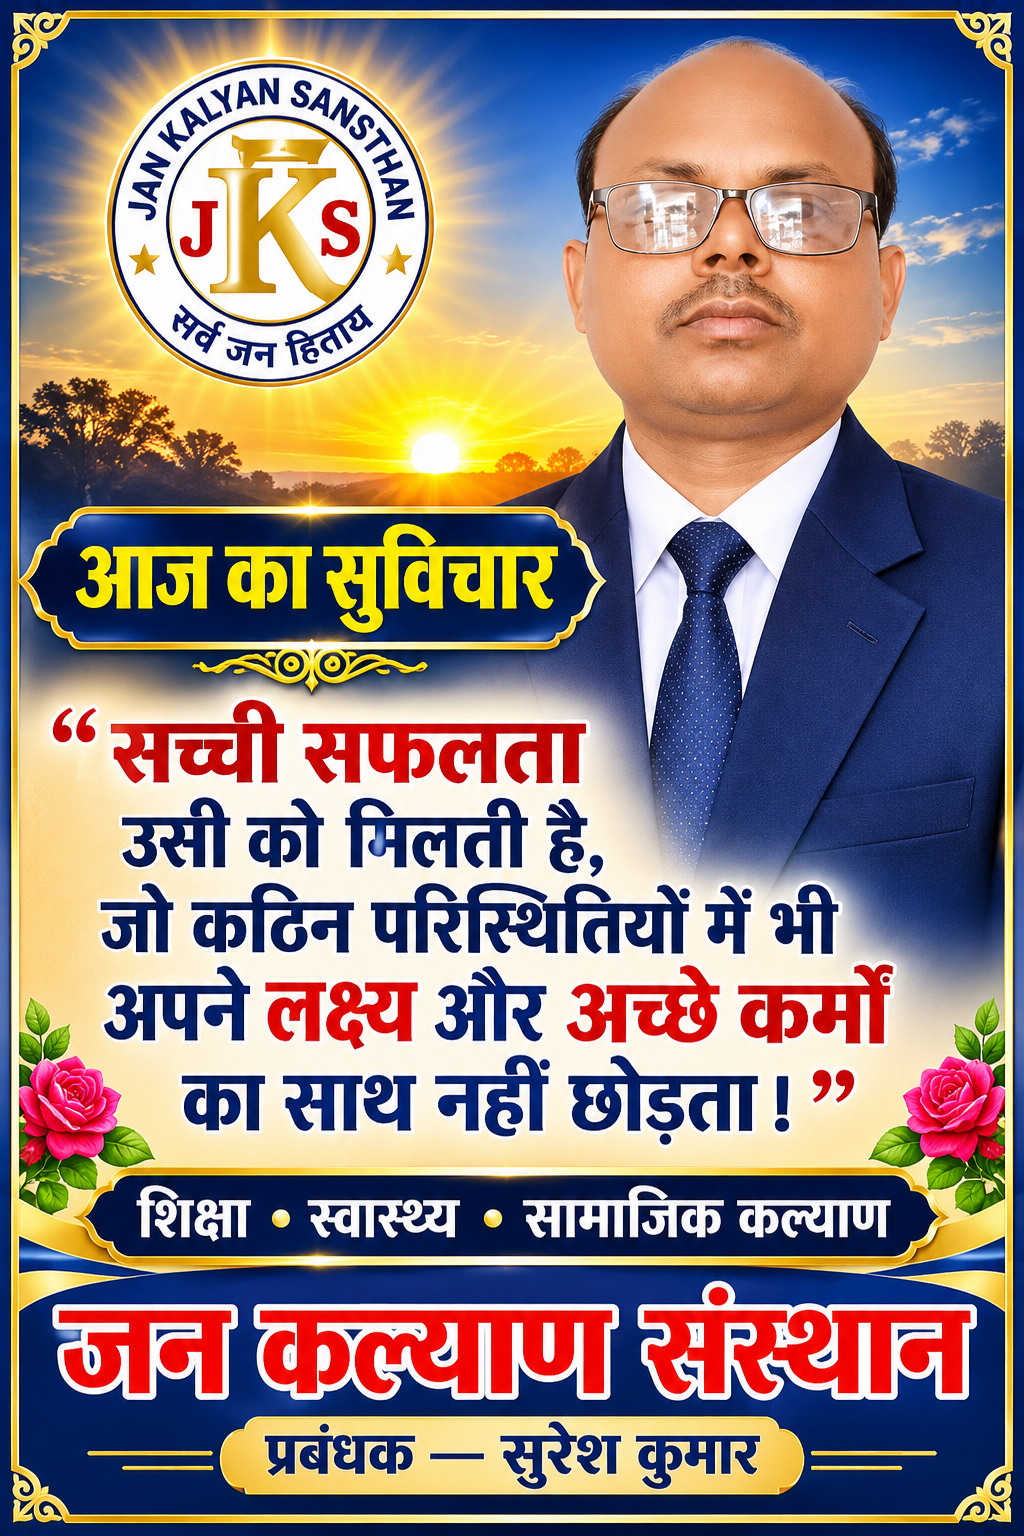 JAN KALYAN SANSTHAN
JKS
सर्व जन हिताय
आज का सुविचार
“सच्ची सफलता
उसी को मिलती है,
जो कठिन परिस्थितियों में भी
अपने लक्ष्य और अच्छे कर्मों
का साथ नहीं छोड़ता!”
शिक्षा • स्वास्थ्य • सामाजिक कल्याण
जन कल्याण संस्थान
प्रबंधक — सुरेश कुमार